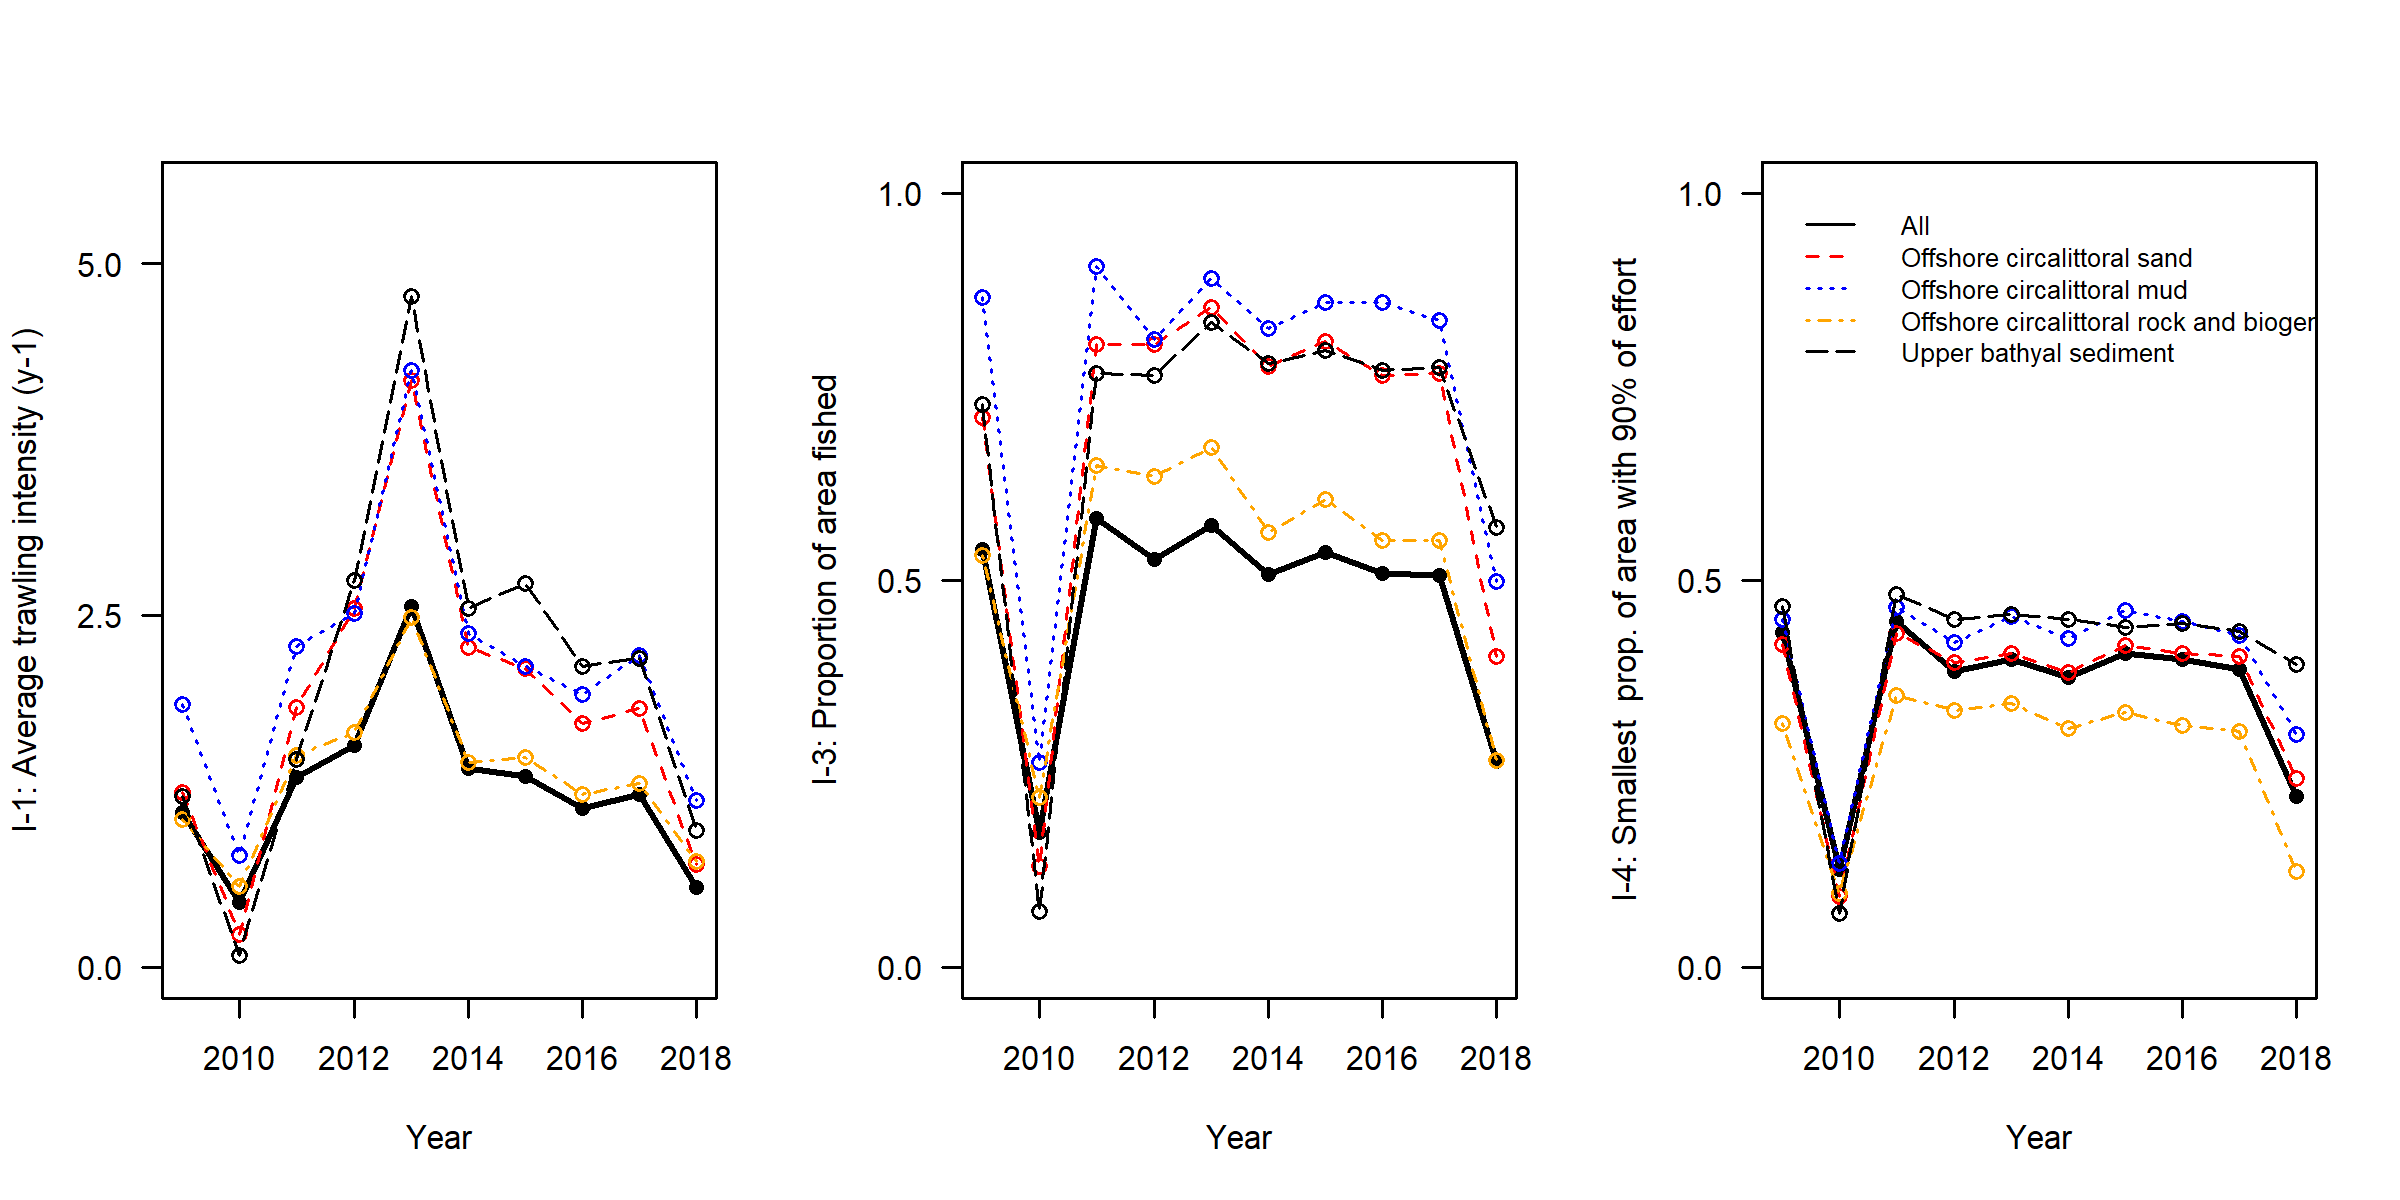 I-1: Average trawling intensity (y-1)
5.0
2.5
0.0
2010 2012 2014 2016 2018
Year
I-3: Proportion of area fished
1.0
0.5
0.0
2010 2012 2014 2016 2018
Year
I-4: Smallest prop. of area with 90% of effort
1.0
0.5
0.0
All
Offshore circalittoral sand
Offshore circalittoral mud
Offshore circalittoral rock and bioger
Upper bathyal sediment
2010 2012 2014 2016 2018
Year